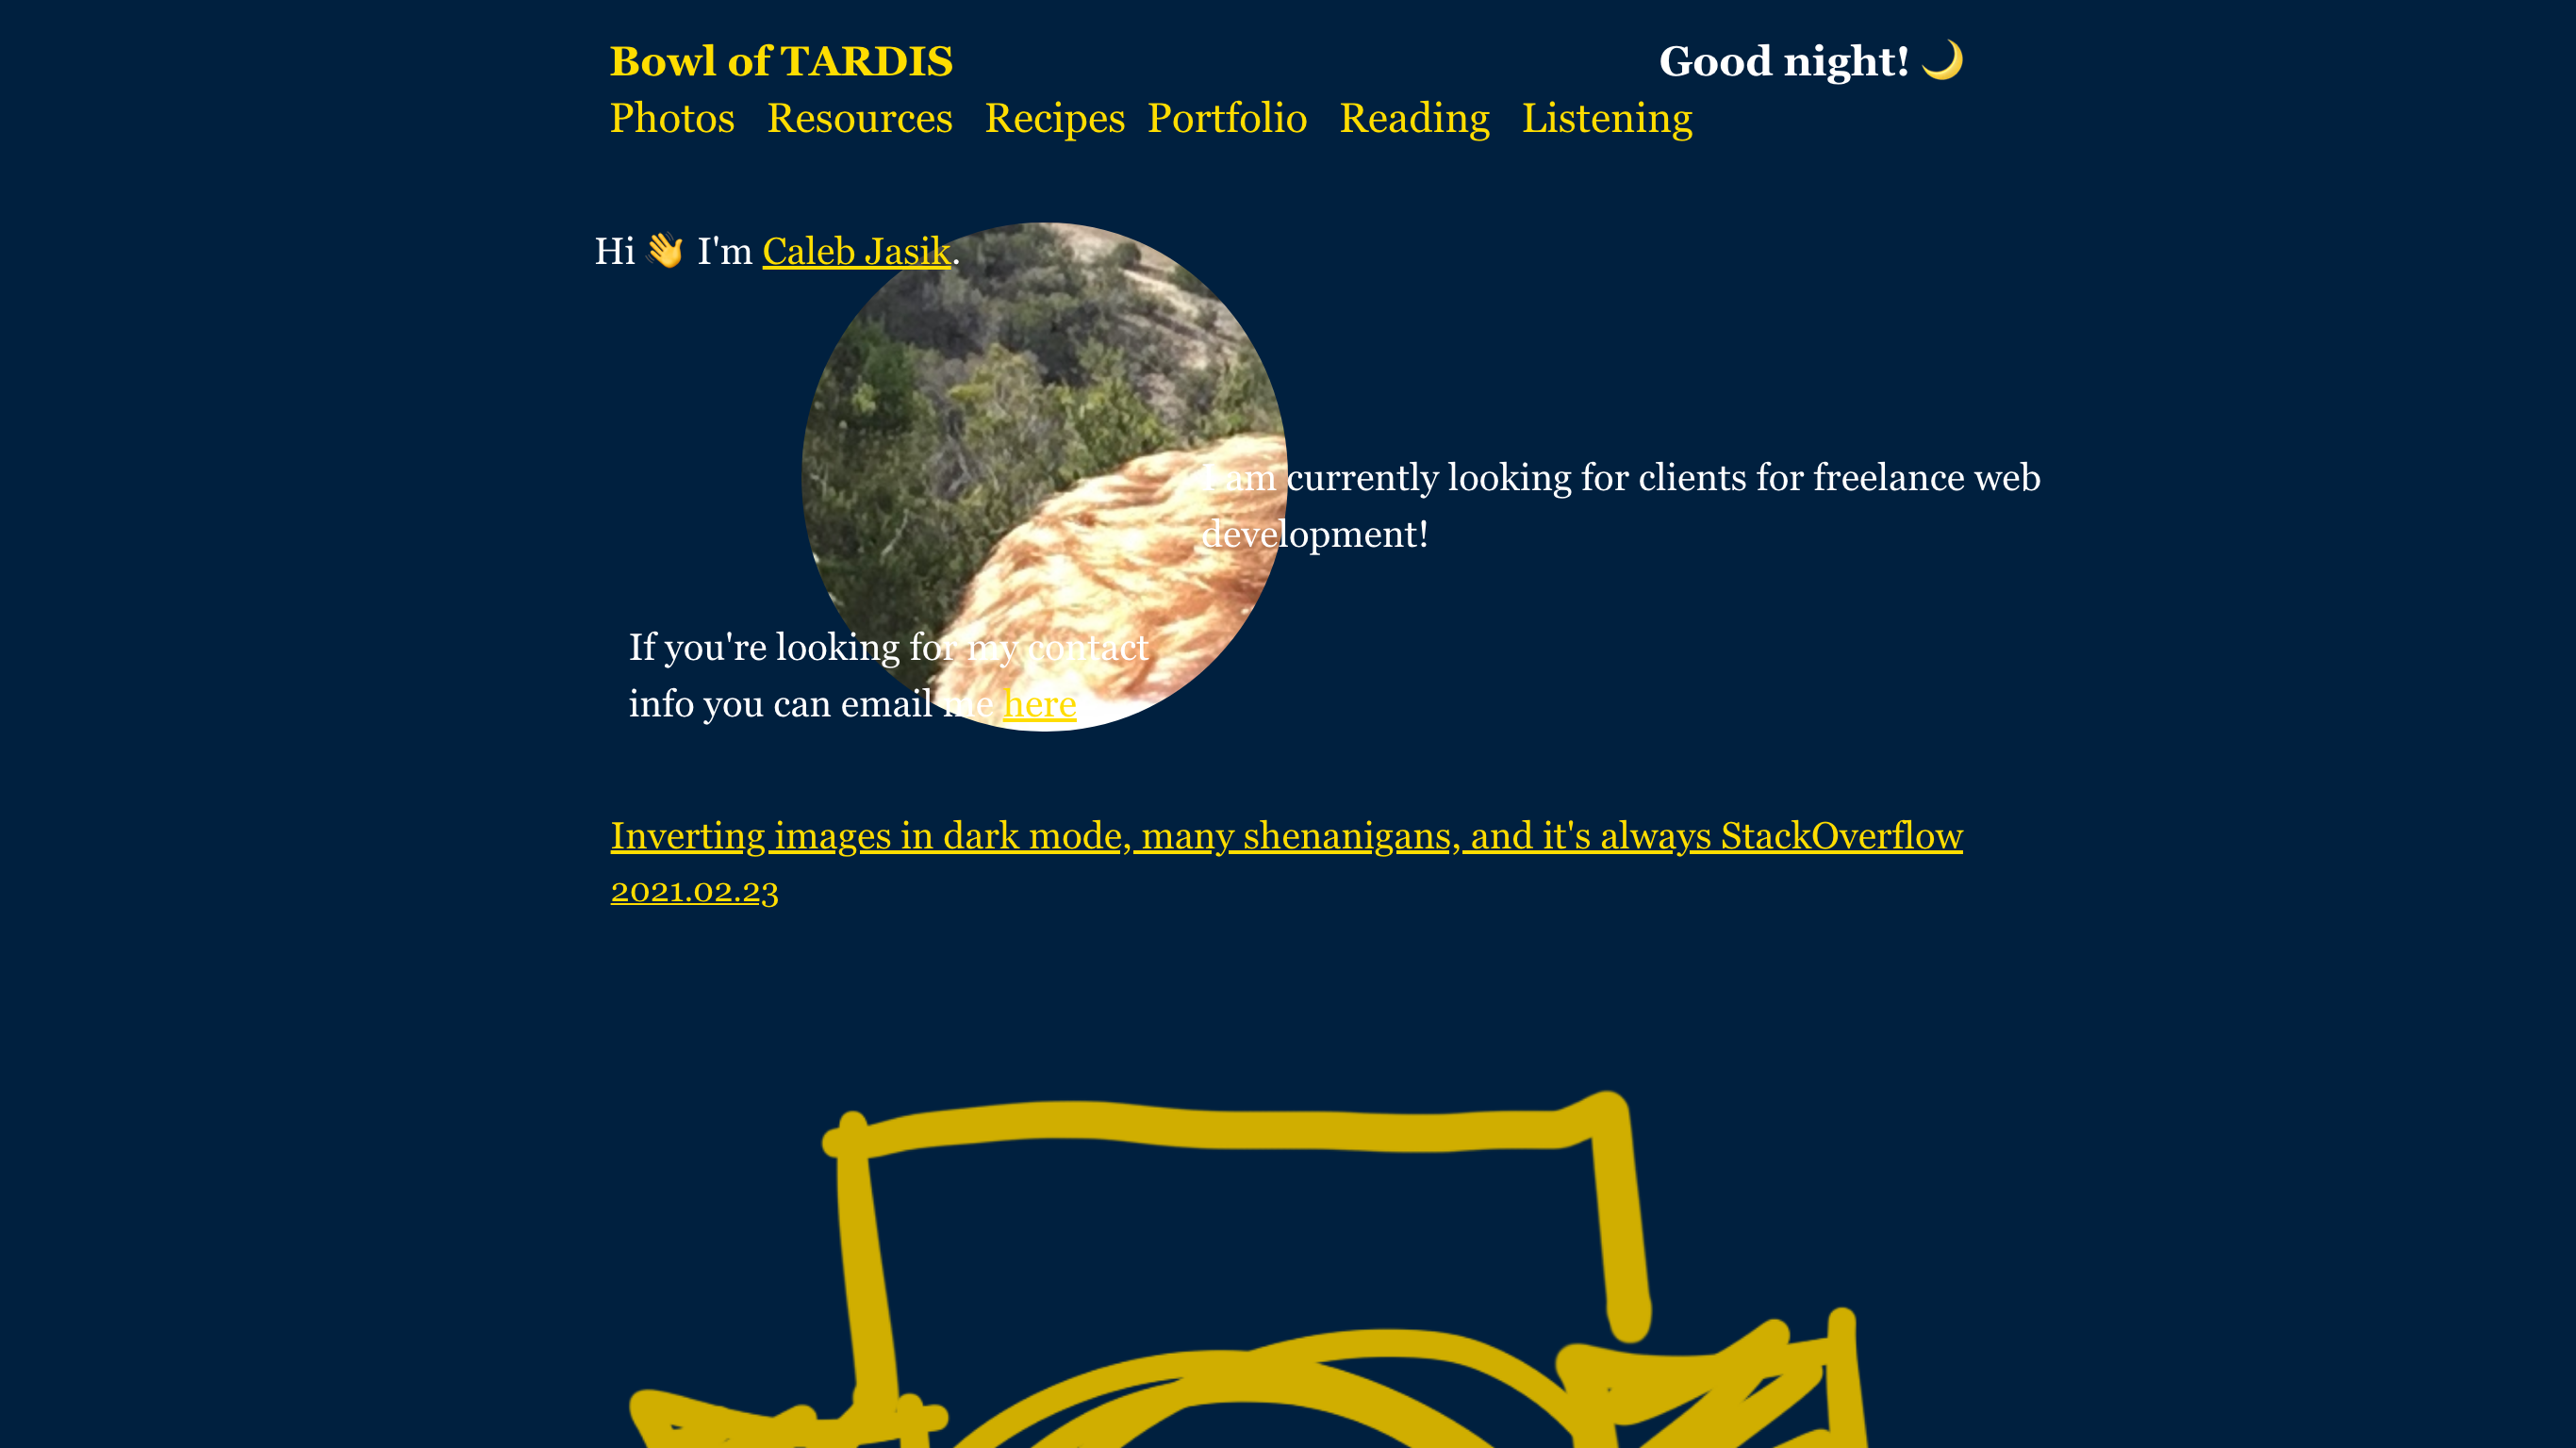 Bowl of TARDIS
Good night! 🌙
Photos Resources Recipes Portfolio Reading Listening
Hi 👋 I'm Caleb Jasik.
I am currently looking for clients for freelance web
development!
If you're looking for my contact
info you can email me here
Inverting images in dark mode, many shenanigans, and it's always StackOverflow
2021.02.23